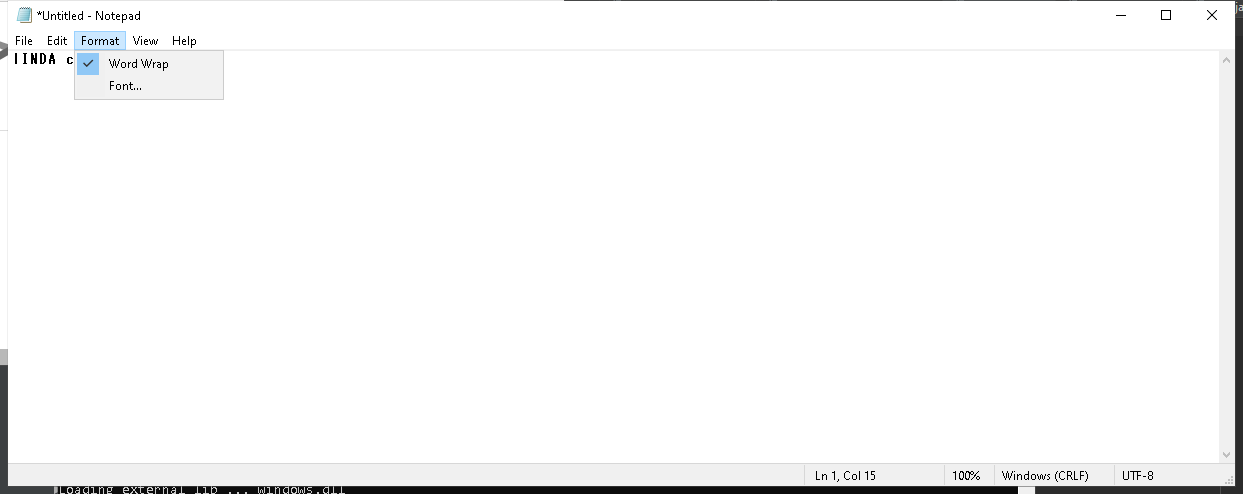 *Untitled - Notepad
File Edit Format View Help
lINDA c
Word Wrap
Font...
Ln 1, Col 15 100% Windows (CRLF) UTF-8
Loading external lib ... windows.dll